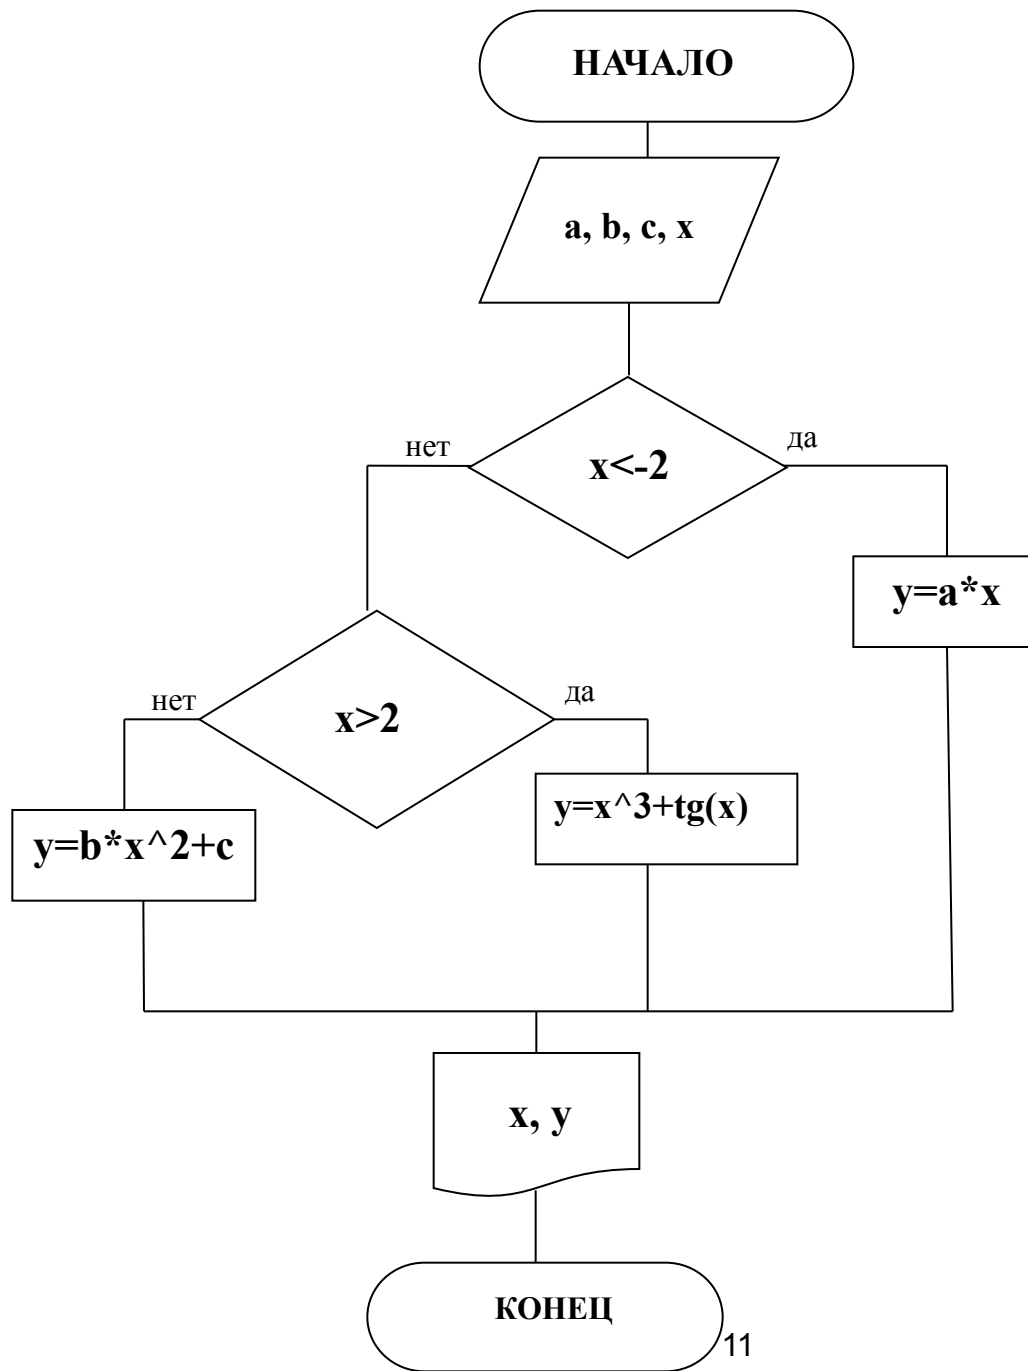 НАЧАЛО
a, b, c, x
нет
да
x<-2
y=a*x
нет
да
x>2
y=x^3+tg(x)
y=b*x^2+c
x, y
КОНЕЦ
11